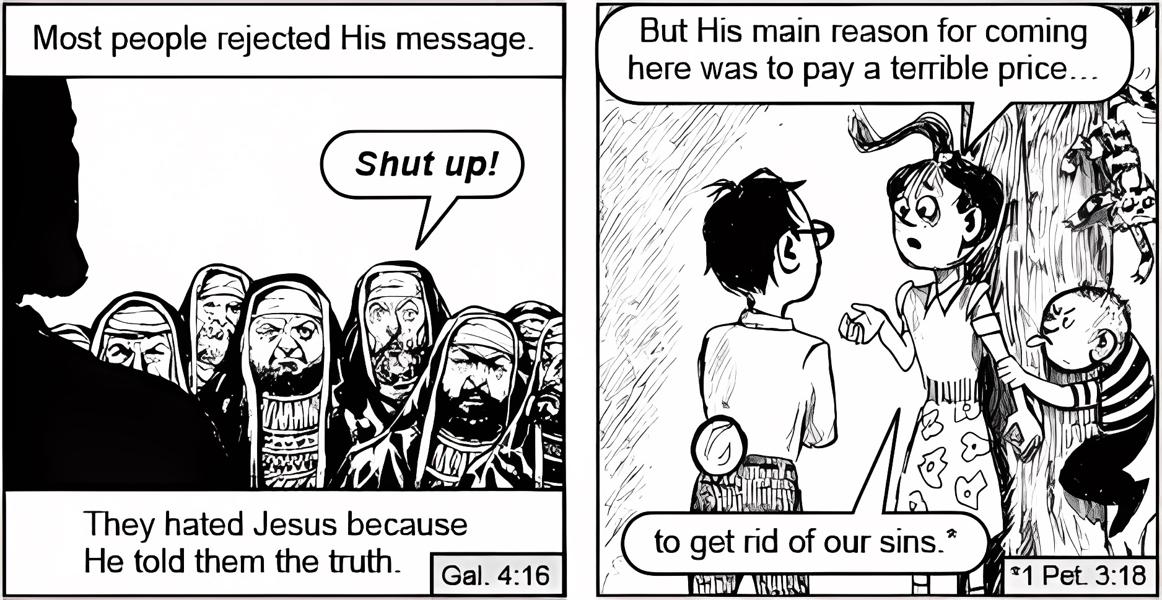 Most people rejected His message.
Shut up!
They hated Jesus because
He told them the truth.
Gal. 4:16
But His main reason for coming
here was to pay a terrible price...
to get rid of our sins.*
*1 Pet. 3:18